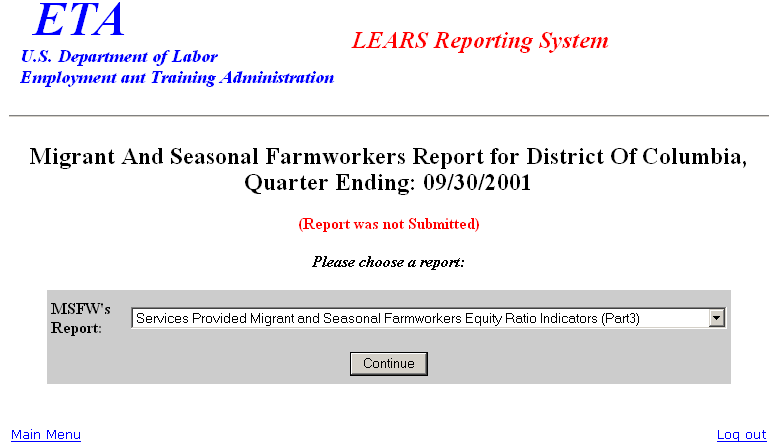 ETA
U.S. Department of Labor
Employment ant Training Administration
LEARS Reporting System
Migrant And Seasonal Farmworkers Report for District Of Columbia,
Quarter Ending: 09/30/2001
(Report was not Submitted)
Please choose a report:
MSFW's
Report:
Services Provided Migrant and Seasonal Farmworkers Equity Ratio Indicators (Part3)
Continue
Main Menu
Log out